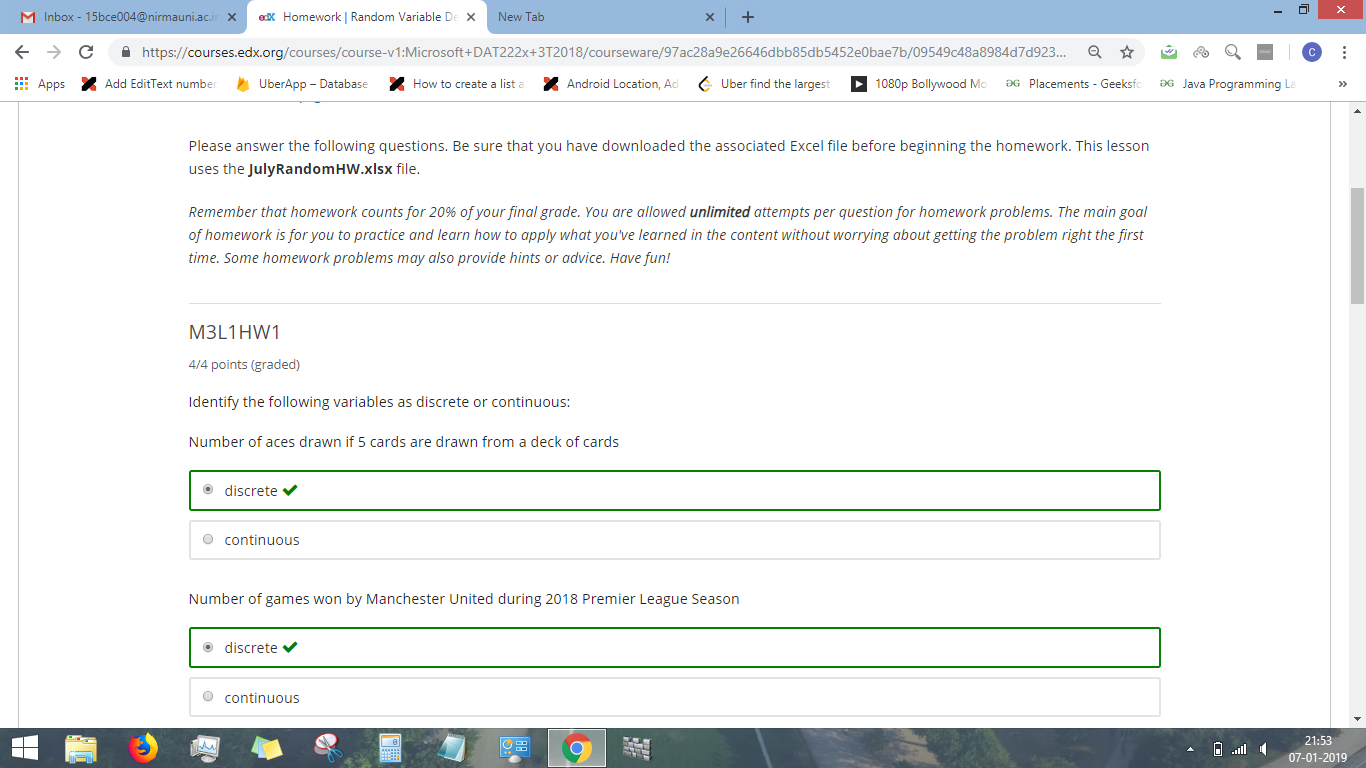 Inbox - 15bce004@nirmauni.ac.i
edX Homework | Random Variable De
New Tab
https://courses.edx.org/courses/course-v1:Microsoft+DAT222x+3T2018/courseware/97ac28a9e26646dbb85db5452e0bae7b/09549c48a8984d7d923...
C
Apps
Add EditText number
UberApp – Database
How to create a list a
Android Location, Ad
Uber find the largest
1080p Bollywood Mo
Placements - Geeksfo
Java Programming La
»
Please answer the following questions. Be sure that you have downloaded the associated Excel file before beginning the homework. This lesson
uses the JulyRandomHW.xlsx file.
Remember that homework counts for 20% of your final grade. You are allowed unlimited attempts per question for homework problems. The main goal
of homework is for you to practice and learn how to apply what you've learned in the content without worrying about getting the problem right the first
time. Some homework problems may also provide hints or advice. Have fun!
M3L1HW1
4/4 points (graded)
Identify the following variables as discrete or continuous:
Number of aces drawn if 5 cards are drawn from a deck of cards
discrete
continuous
Number of games won by Manchester United during 2018 Premier League Season
discrete
continuous
21:53
07-01-2019